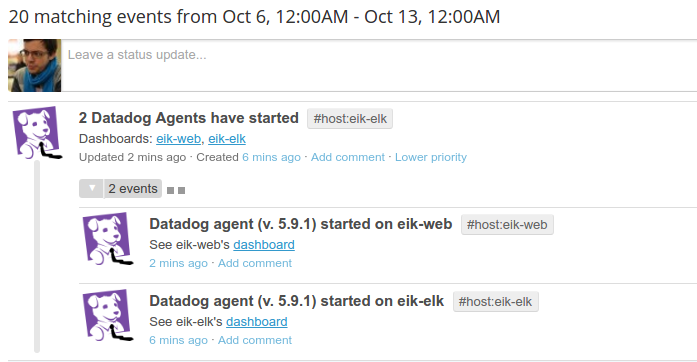 20 matching events from Oct 6, 12:00AM - Oct 13, 12:00AM
Leave a status update...
2 Datadog Agents have started #host:eik-elk
Dashboards: eik-web, eik-elk
Updated 2 mins ago · Created 6 mins ago · Add comment · Lower priority
2 events
Datadog agent (v. 5.9.1) started on eik-web #host:eik-web
See eik-web's dashboard
2 mins ago · Add comment
Datadog agent (v. 5.9.1) started on eik-elk #host:eik-elk
See eik-elk's dashboard
6 mins ago · Add comment